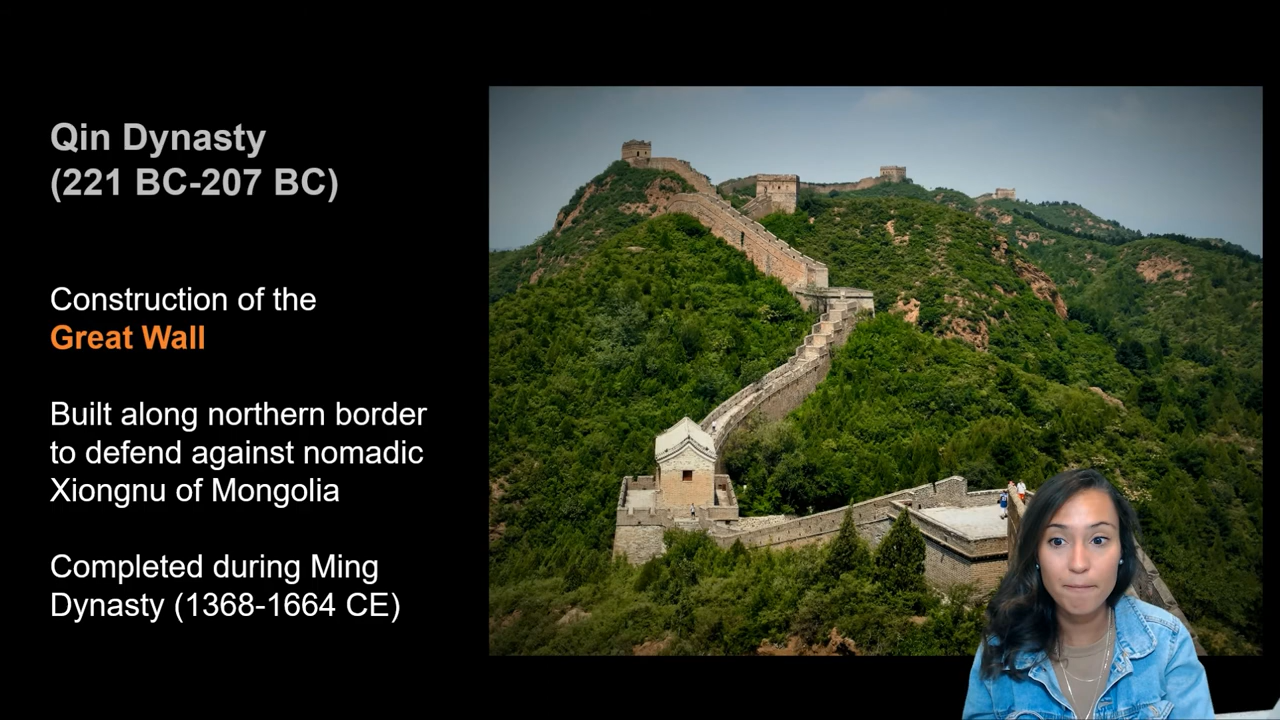 Qin Dynasty
(221 BC-207 BC)
Construction of the
Great Wall
Built along northern border
to defend against nomadic
Xiongnu of Mongolia
Completed during Ming
Dynasty (1368-1664 CE)